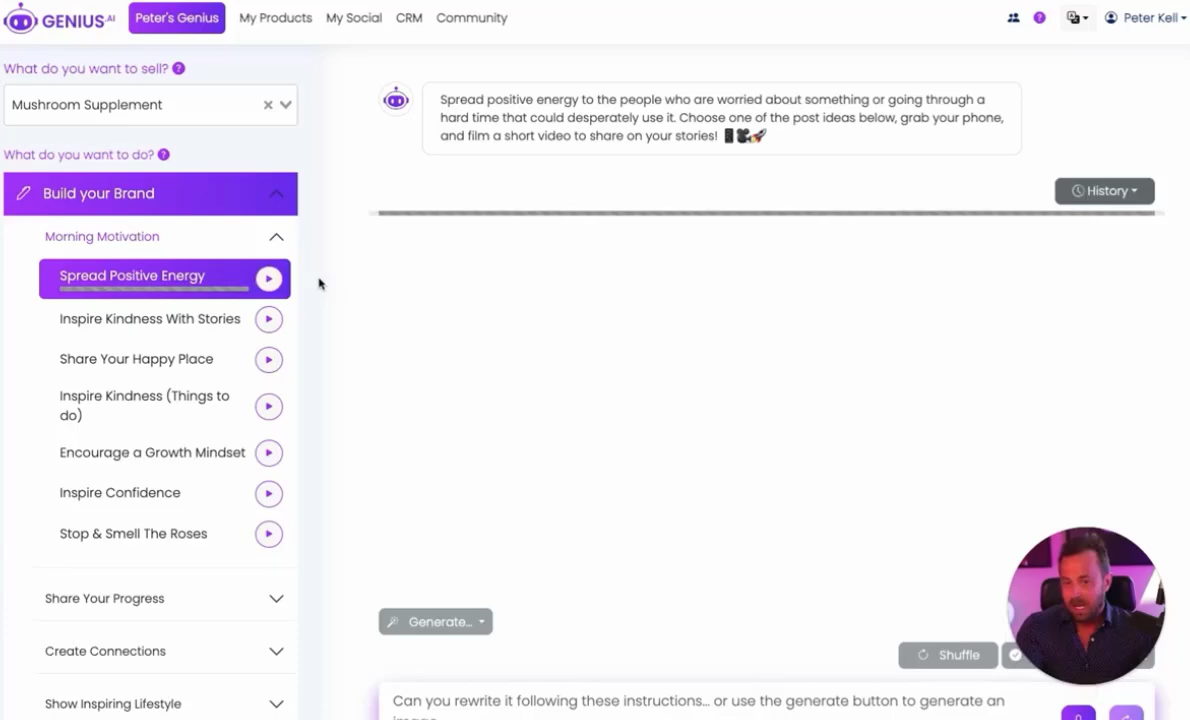 GENIUS.AI
Peter's Genius
My Products
My Social
CRM
Community
?
Peter Kell
What do you want to sell? ?
Mushroom Supplement
What do you want to do? ?
Build your Brand
Morning Motivation
Spread Positive Energy
Inspire Kindness With Stories
Share Your Happy Place
Inspire Kindness (Things to
do)
Encourage a Growth Mindset
Inspire Confidence
Stop & Smell The Roses
Share Your Progress
Create Connections
Show Inspiring Lifestyle
Spread positive energy to the people who are worried about something or going through a
hard time that could desperately use it. Choose one of the post ideas below, grab your phone,
and film a short video to share on your stories!
History
Generate...
Shuffle
Can you rewrite it following these instructions... or use the generate button to generate an
image